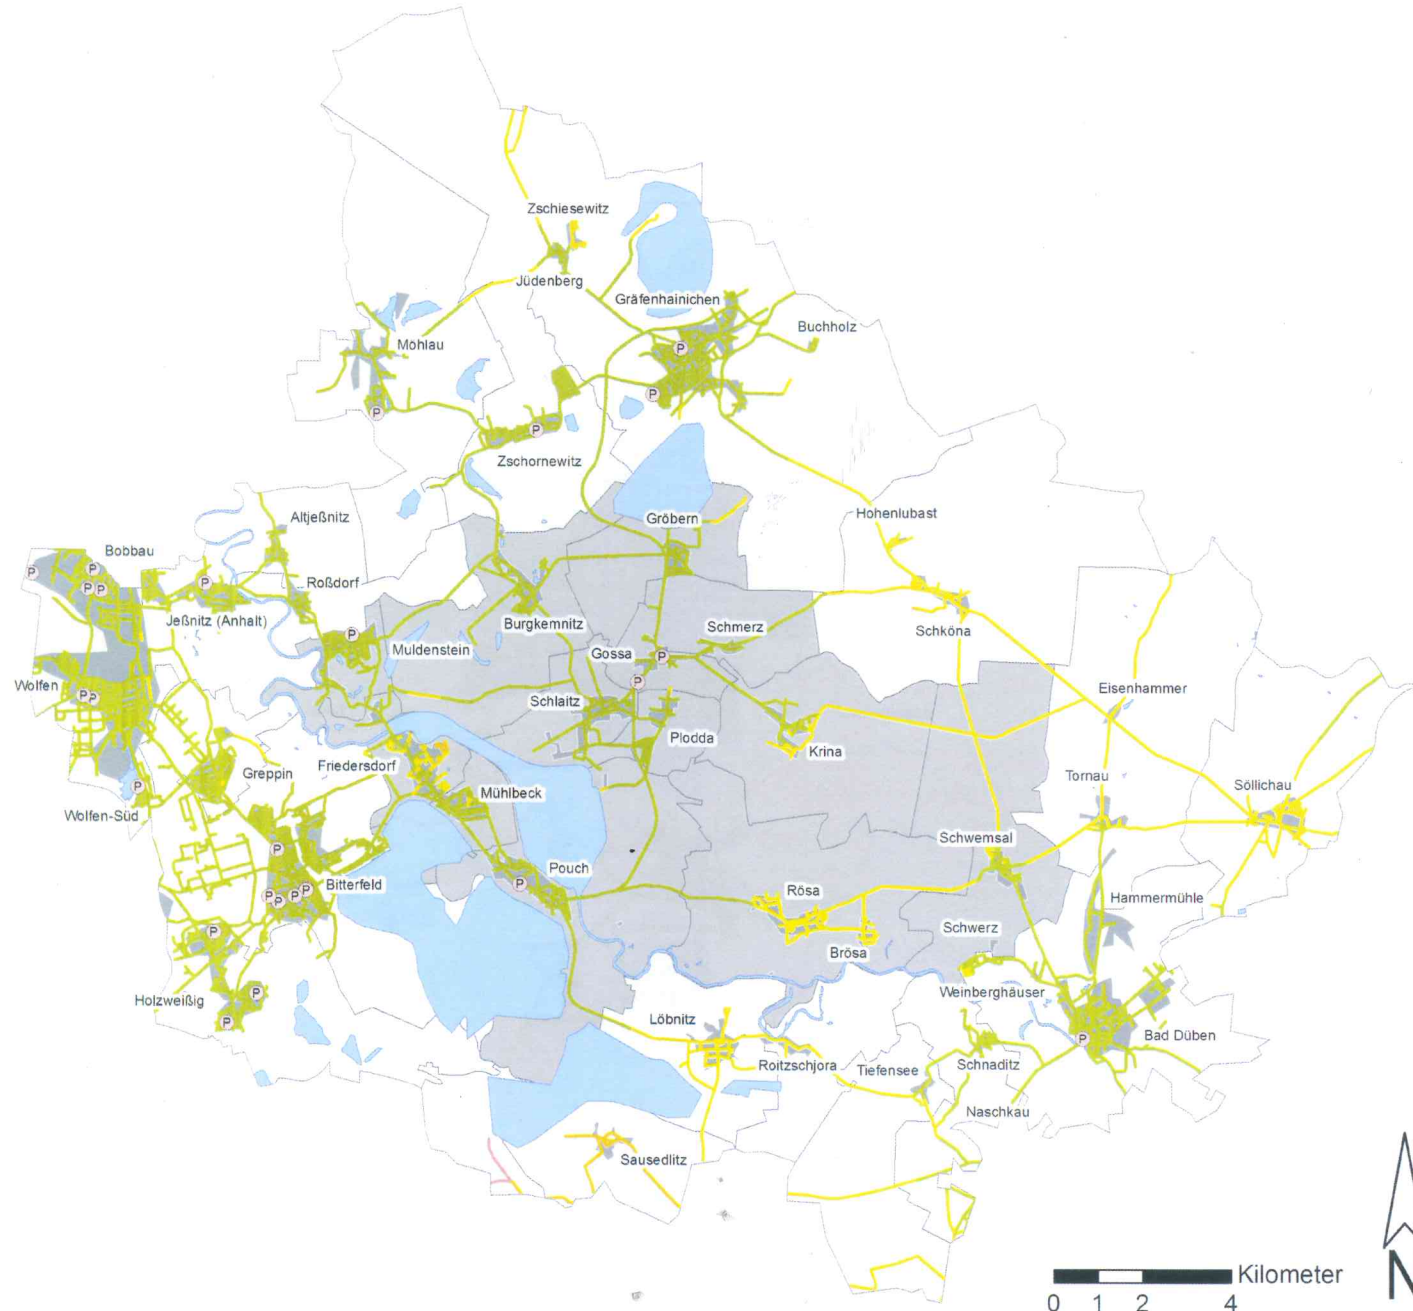 Zschiesewitz
Jüdenberg
Gräfenhainichen
Buchholz
Möhlau
P
P
P
P
Zschornewitz
Hohenlubast
Altjeßnitz
Gröbern
Bobbau
P
P
P
P
P
Roßdorf
Jeßnitz (Anhalt)
Burgkemnitz
Schmerz
Schköna
P
Muldenstein
Gossa
P
Wolfen
P
P
P
Eisenhammer
Schlaitz
Plodda
Krina
Friedersdorf
Greppin
Mühlbeck
Tornau
Söllichau
P
Wolfen-Süd
Schwemsal
P
Pouch
P
Bitterfeld
P
P
P
P
Rösa
Hammermühle
Schwerz
P
Brösa
Holzweißig
P
P
Weinberghäuser
Löbnitz
Bad Düben
P
Roitzschjora
Tiefensee
Schnaditz
Naschkau
Sausedlitz
N
Kilometer
0 1 2 4